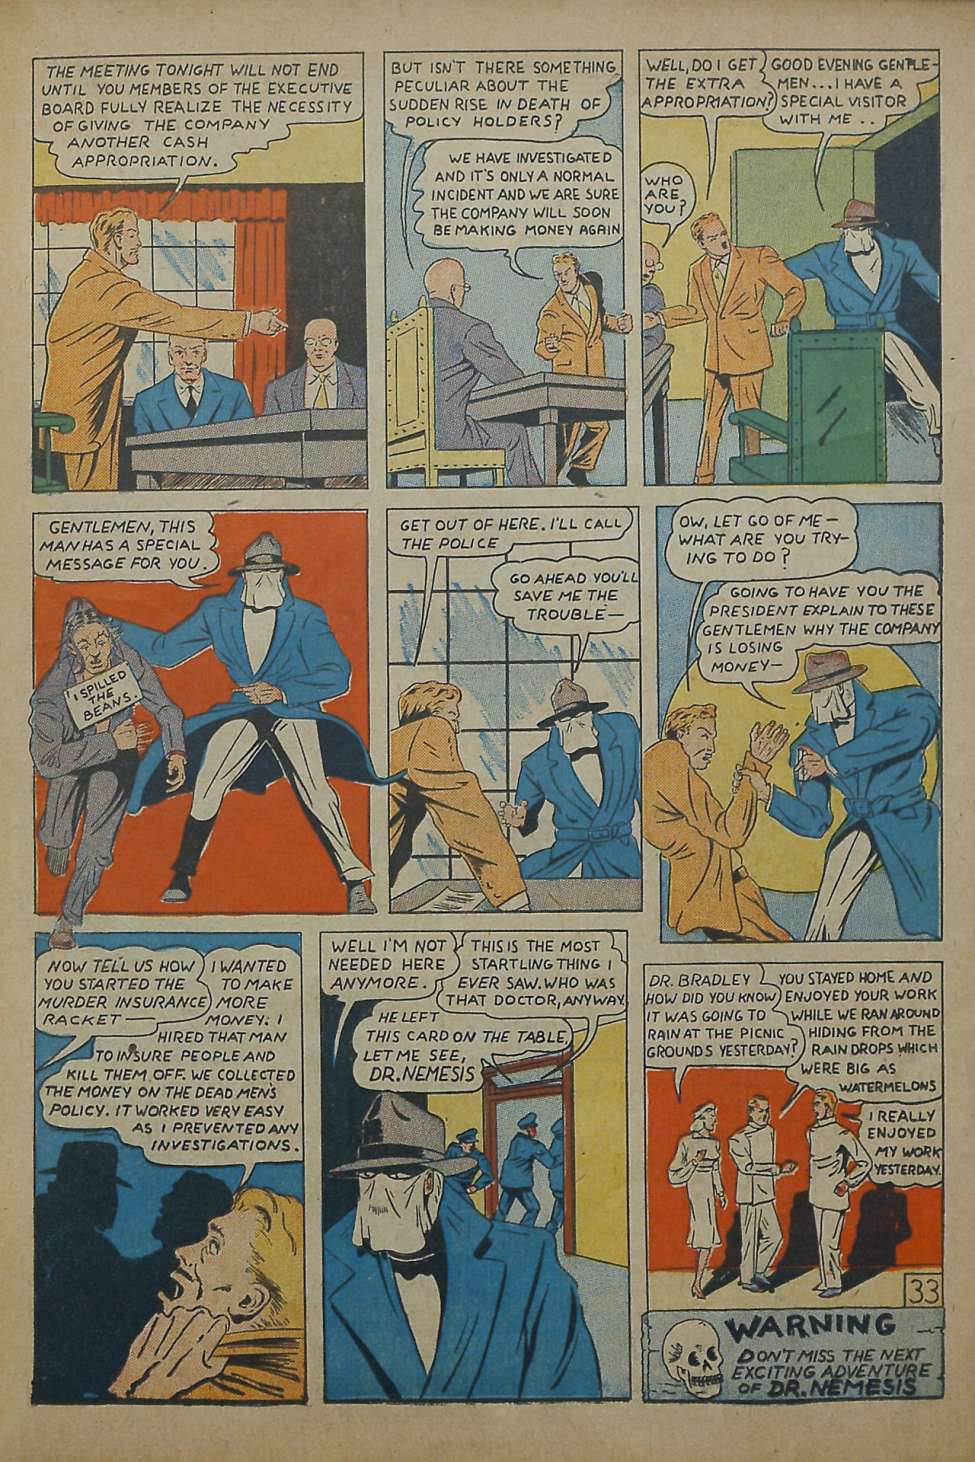 THE MEETING TONIGHT WILL NOT END
UNTIL YOU MEMBERS OF THE EXECUTIVE
BOARD FULLY REALIZE THE NECESSITY
OF GIVING THE COMPANY
ANOTHER CASH
APPROPRIATION.
BUT ISN'T THERE SOMETHING
PECULIAR ABOUT THE
SUDDEN RISE IN DEATH OF
POLICY HOLDERS?
WE HAVE INVESTIGATED
AND IT'S ONLY A NORMAL
INCIDENT AND WE ARE SURE
THE COMPANY WILL SOON
BE MAKING MONEY AGAIN
WHO
ARE
YOU?
WELL, DO I GET
THE EXTRA
APPROPRIATION?
GOOD EVENING GENTLE-
MEN...I HAVE A
SPECIAL VISITOR
WITH ME..
GENTLEMEN, THIS
MAN HAS A SPECIAL
MESSAGE FOR YOU.
"I SPILLED
THE
BEANS.
GET OUT OF HERE. I'LL CALL
THE POLICE
GO AHEAD YOU'LL
SAVE ME THE
TROUBLE—
OW, LET GO OF ME—
WHAT ARE YOU TRY-
ING TO DO?
GOING TO HAVE YOU THE
PRESIDENT EXPLAIN TO THESE
GENTLEMEN WHY THE COMPANY
IS LOSING
MONEY—
NOW TELL US HOW
YOU STARTED THE
MURDER INSURANCE
RACKET—
I WANTED
TO MAKE
MORE
MONEY. I
HIRED THAT MAN
TO INSURE PEOPLE AND
KILL THEM OFF. WE COLLECTED
THE MONEY ON THE DEAD MEN'S
POLICY. IT WORKED VERY EASY
AS I PREVENTED ANY
INVESTIGATIONS.
WELL I'M NOT
NEEDED HERE
ANYMORE.
THIS IS THE MOST
STARTLING THING I
EVER SAW. WHO WAS
THAT DOCTOR, ANYWAY.
HE LEFT
THIS CARD ON THE TABLE
LET ME SEE,
DR. NEMESIS
DR. BRADLEY
HOW DID YOU KNOW
IT WAS GOING TO
RAIN AT THE PICNIC
GROUNDS YESTERDAY?
YOU STAYED HOME AND
ENJOYED YOUR WORK
WHILE WE RAN AROUND
HIDING FROM THE
RAIN DROPS WHICH
WERE BIG AS
WATERMELONS
I REALLY
ENJOYED
MY WORK
YESTERDAY.
33
WARNING
DON'T MISS THE NEXT
EXCITING ADVENTURE
OF DR. NEMESIS